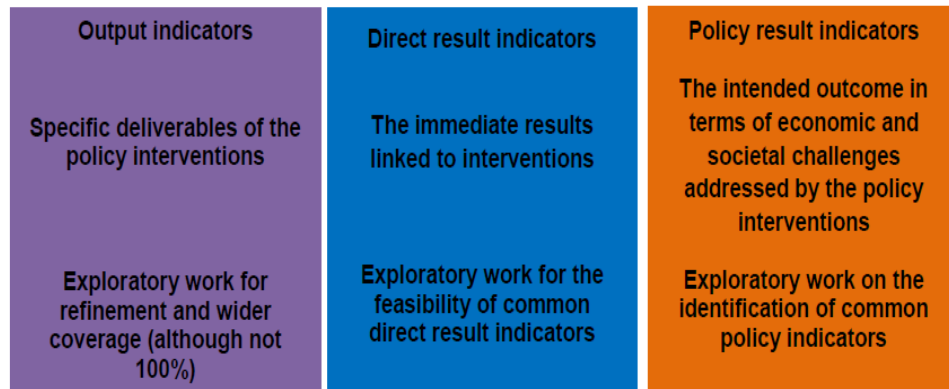 Output indicators
Specific deliverables of the
policy interventions
Exploratory work for
refinement and wider
coverage (although not
100%)
Direct result indicators
The immediate results
linked to interventions
Exploratory work for the
feasibility of common
direct result indicators
Policy result indicators
The intended outcome in
terms of economic and
societal challenges
addressed by the policy
interventions
Exploratory work on the
identification of common
policy indicators